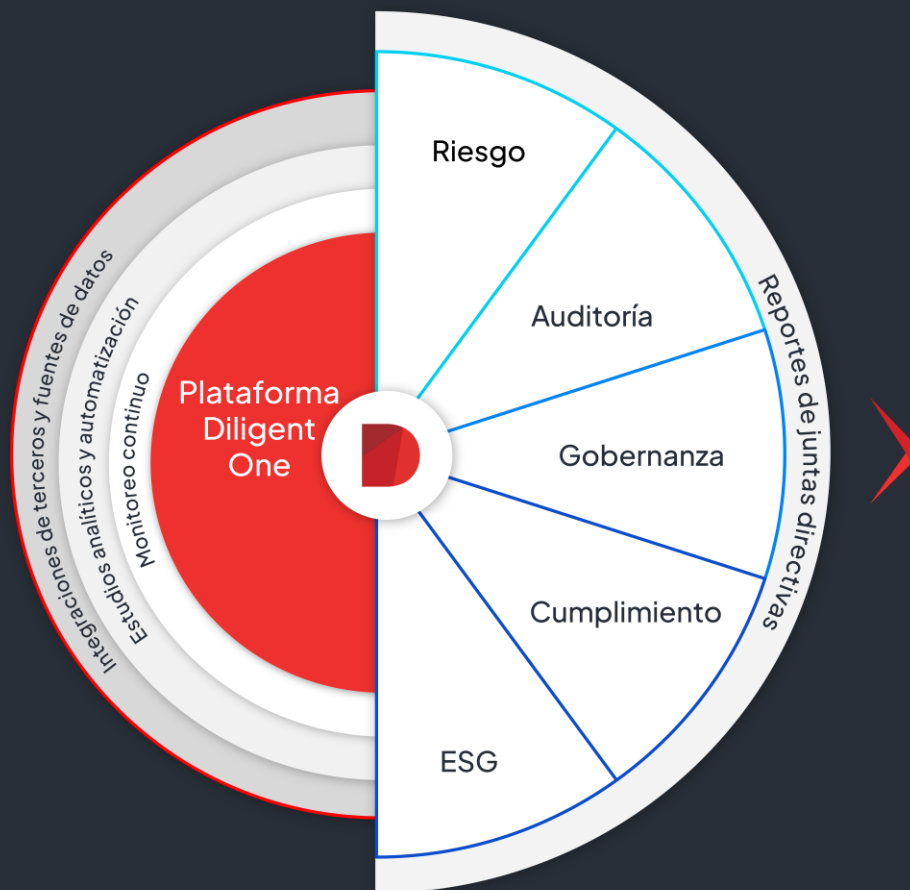 Integraciones de terceros y fuentes de datos
Estudios analíticos y automatización
Monitoreo continuo
Plataforma
Diligent
One
Riesgo
Auditoría
Gobernanza
Cumplimiento
ESG
Reportes de juntas directivas